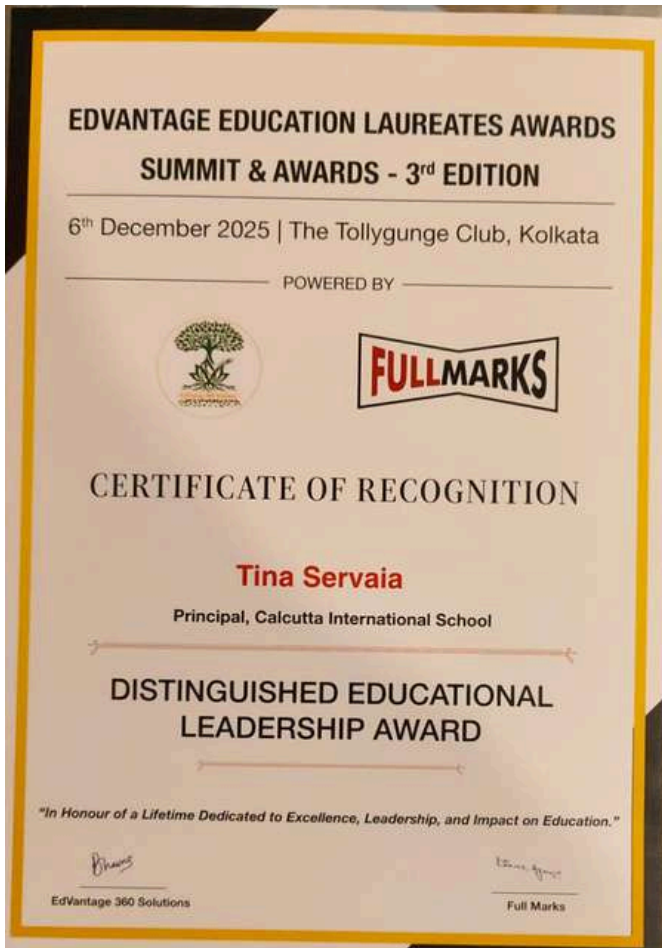 EDVANTAGE EDUCATION LAUREATES AWARDS
SUMMIT & AWARDS - 3rd EDITION
6th December 2025 | The Tollygunge Club, Kolkata
POWERED BY
FULLMARKS
CERTIFICATE OF RECOGNITION
Tina Servaia
Principal, Calcutta International School
DISTINGUISHED EDUCATIONAL
LEADERSHIP AWARD
"In Honour of a Lifetime Dedicated to Excellence, Leadership, and Impact on Education."
EdVantage 360 Solutions
Full Marks